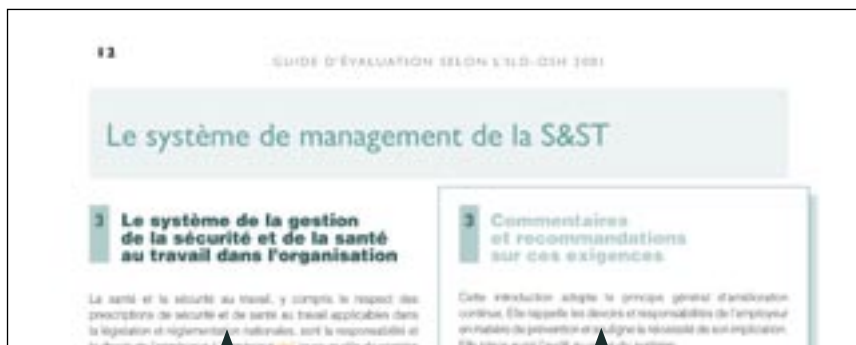 12
GUIDE D'ÉVALUATION SELON L'ILO-OSH 2001
Le système de management de la S&ST
3 Le système de la gestion
de la sécurité et de la santé
au travail dans l'organisation
La santé et la sécurité au travail, y compris le respect des
prescriptions de sécurité et de santé au travail applicables dans
la législation et réglementation nationales, sont la responsabilité et
3 Commentaires
et recommandations
sur ces exigences
Cette introduction adopte le principe général d'amélioration
continue. Elle rappelle les devoirs et responsabilités de l'employeur
en matière de prévention et souligne la nécessité de son implication.